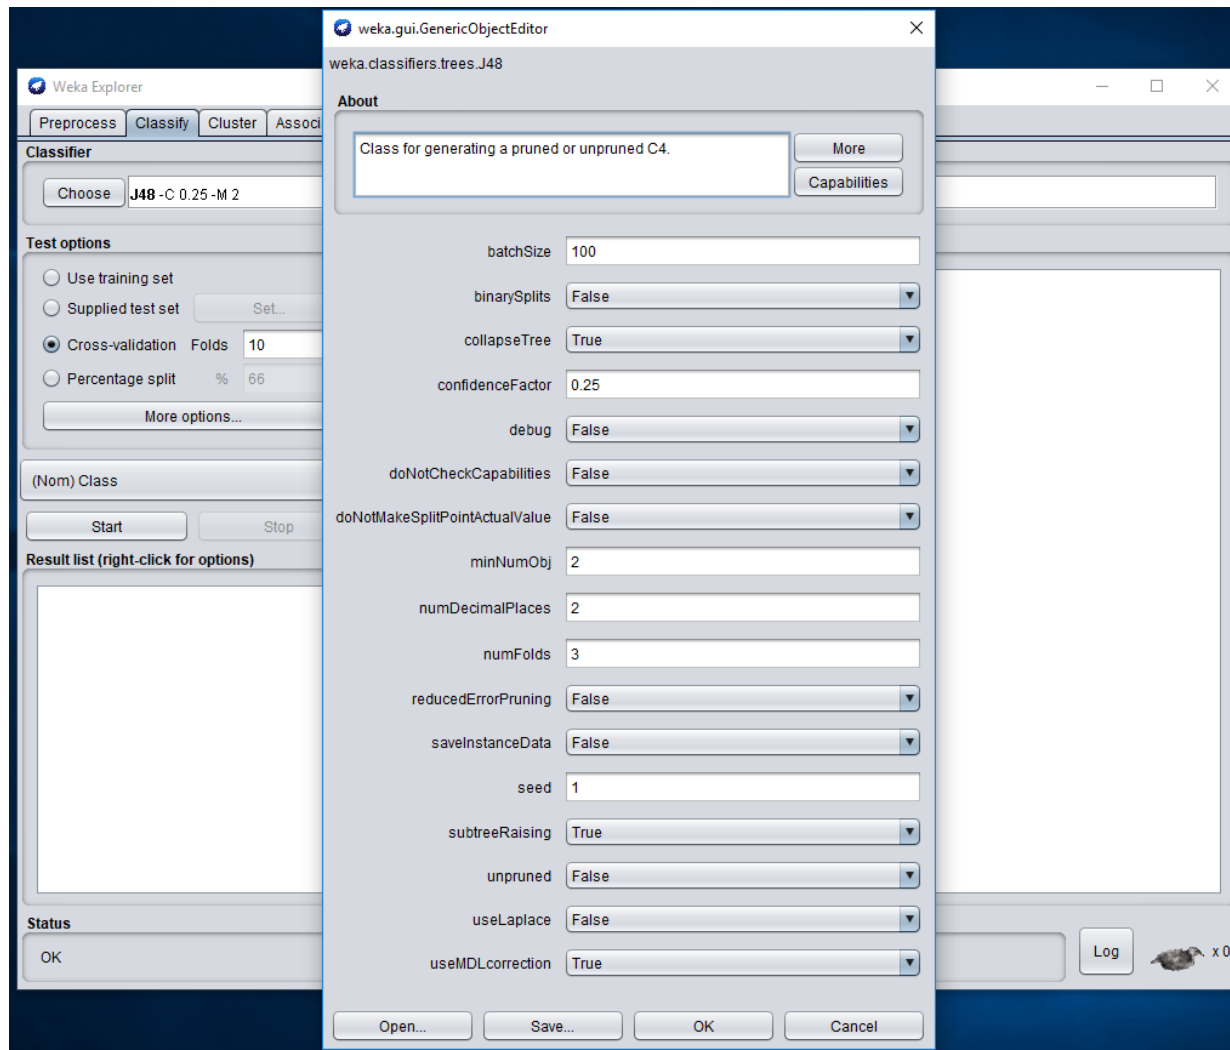 weka.gui.GenericObjectEditor
weka.classifiers.trees.J48
About
Class for generating a pruned or unpruned C4.
More
Capabilities
batchSize 100
binarySplits False
collapseTree True
confidenceFactor 0.25
debug False
doNotCheckCapabilities False
doNotMakeSplitPointActualValue False
minNumObj 2
numDecimalPlaces 2
numFolds 3
reducedErrorPruning False
saveInstanceData False
seed 1
subtreeRaising True
unpruned False
useLaplace False
useMDLcorrection True
Open... Save... OK Cancel
Weka Explorer
Preprocess Classify Cluster Associ
Classifier
Choose J48 -C 0.25 -M 2
Test options
Use training set
Supplied test set Set...
Cross-validation Folds 10
Percentage split % 66
More options...
(Nom) Class
Start Stop
Result list (right-click for options)
Status
OK
Log x 0